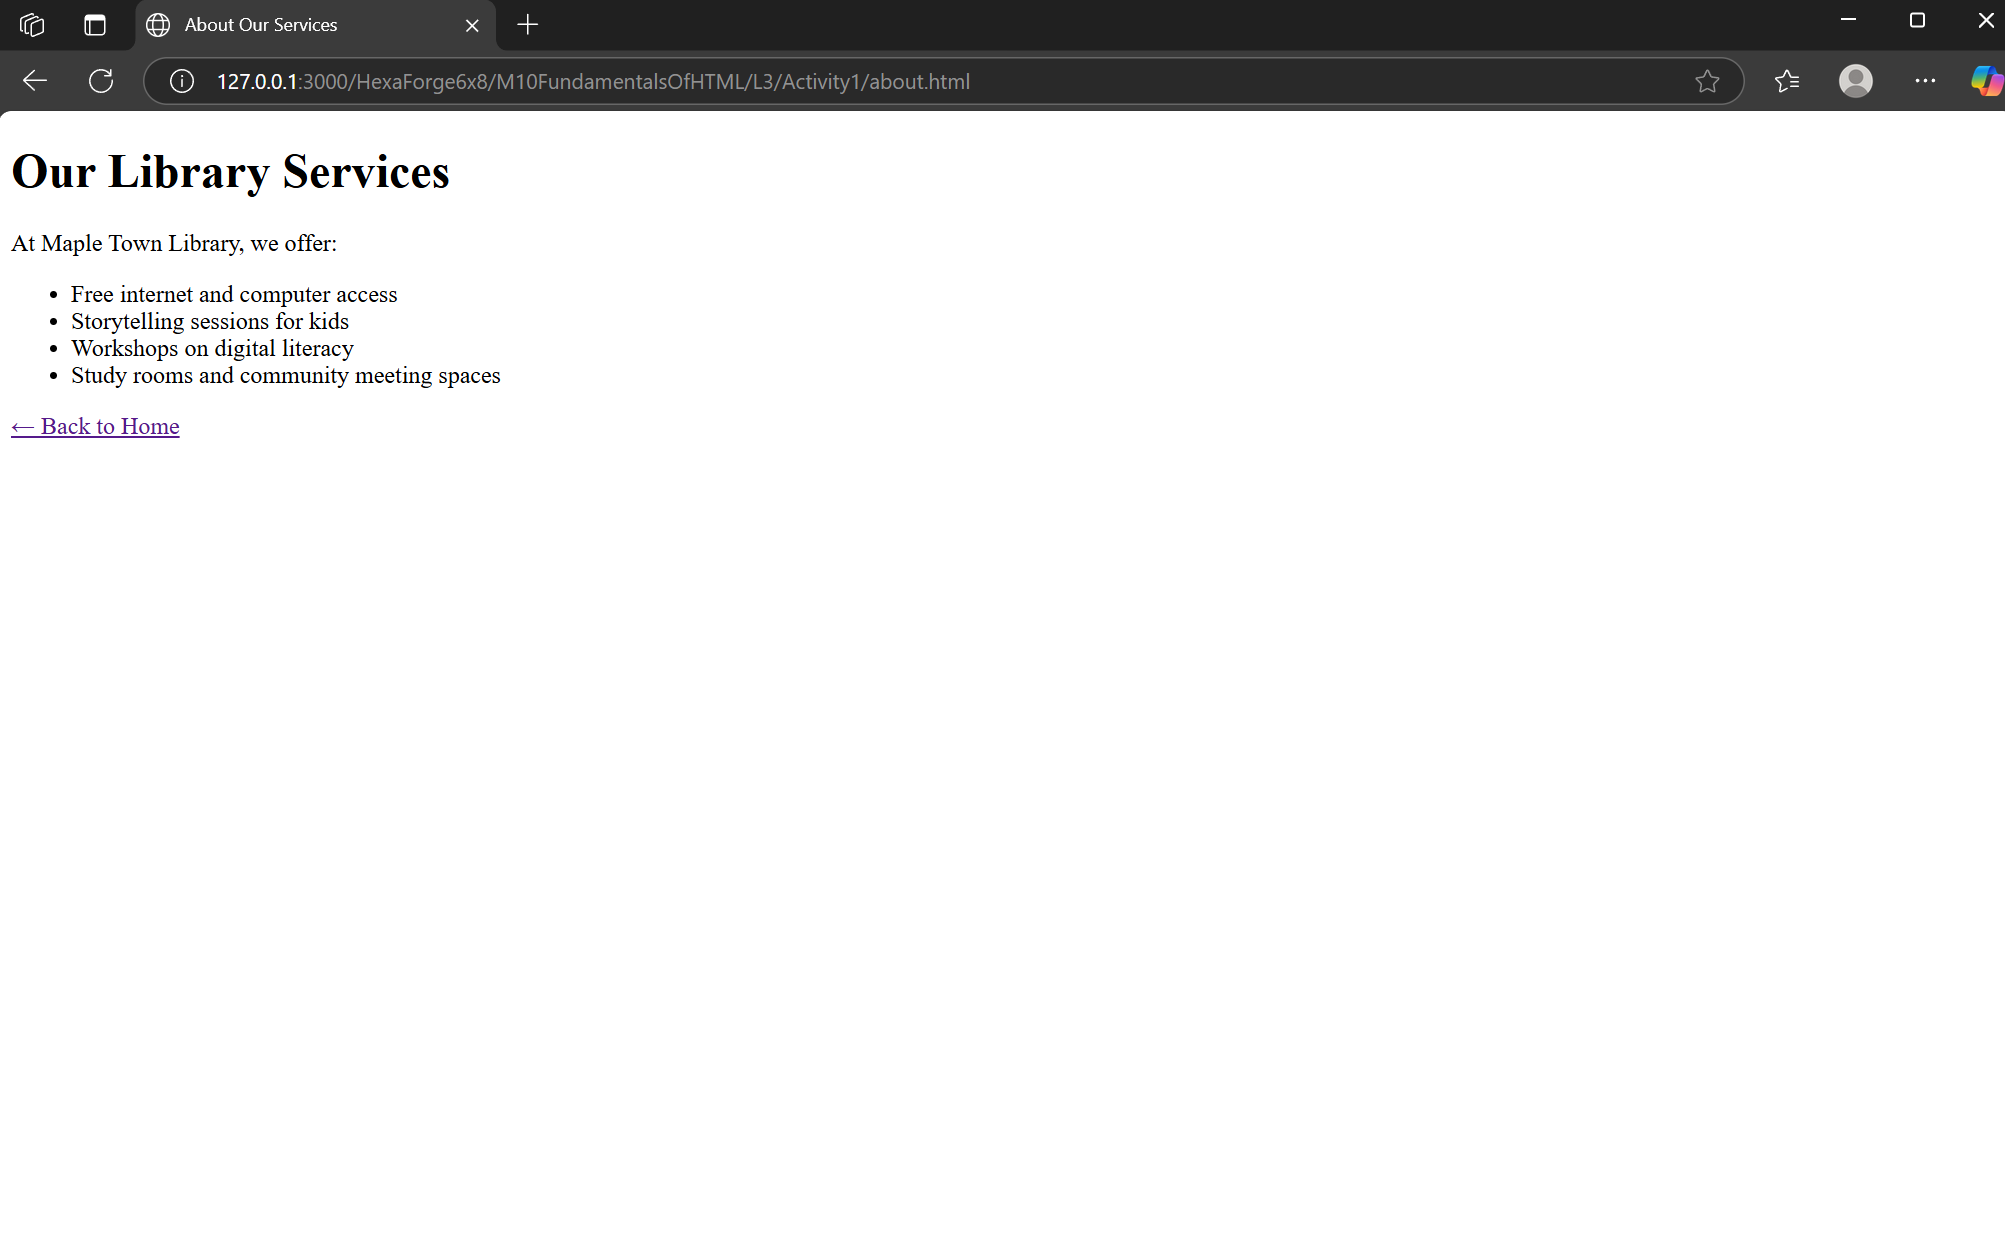 About Our Services
127.0.0.1:3000/HexaForge6x8/M10FundamentalsOfHTML/L3/Activity1/about.html
Our Library Services
At Maple Town Library, we offer:
• Free internet and computer access
• Storytelling sessions for kids
• Workshops on digital literacy
• Study rooms and community meeting spaces
← Back to Home